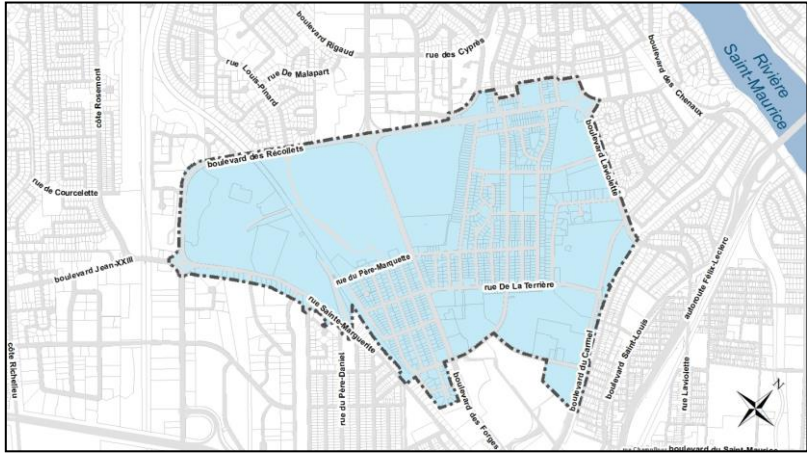 boulevard Rigaud
rue des Cyprès
boulevard des Chenaux
Rivière
Saint-Maurice
rue Louis-Pinard
rue De Malapart
côte Rosemont
boulevard des Récollets
boulevard Laviolette
rue de Courcelette
boulevard Jean-XXIII
rue du Père-Marquette
rue De La Terrière
autoroute Félix-Leclerc
rue Sainte-Marguerite
boulevard Saint-Louis
côte Richelieu
rue du Père-Daniel
boulevard du Carmel
rue Laviolette
boulevard des Forges
N
boulevard du Saint-Maurice